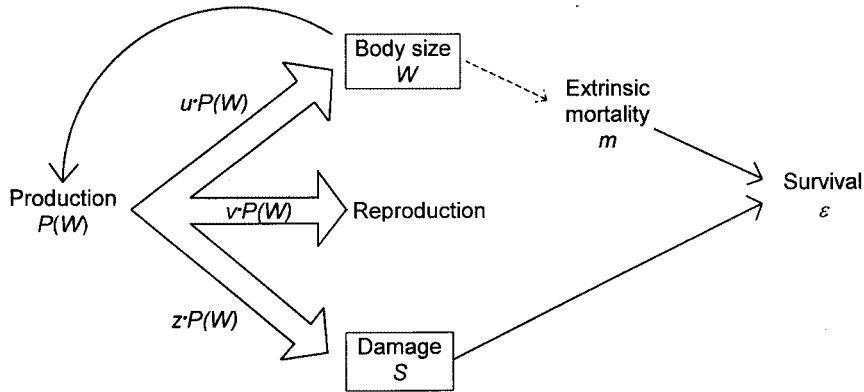 Body size
W
u·P(W)
Extrinsic
mortality
m
Production
P(W)
v·P(W)
Reproduction
Survival
ε
z·P(W)
Damage
S